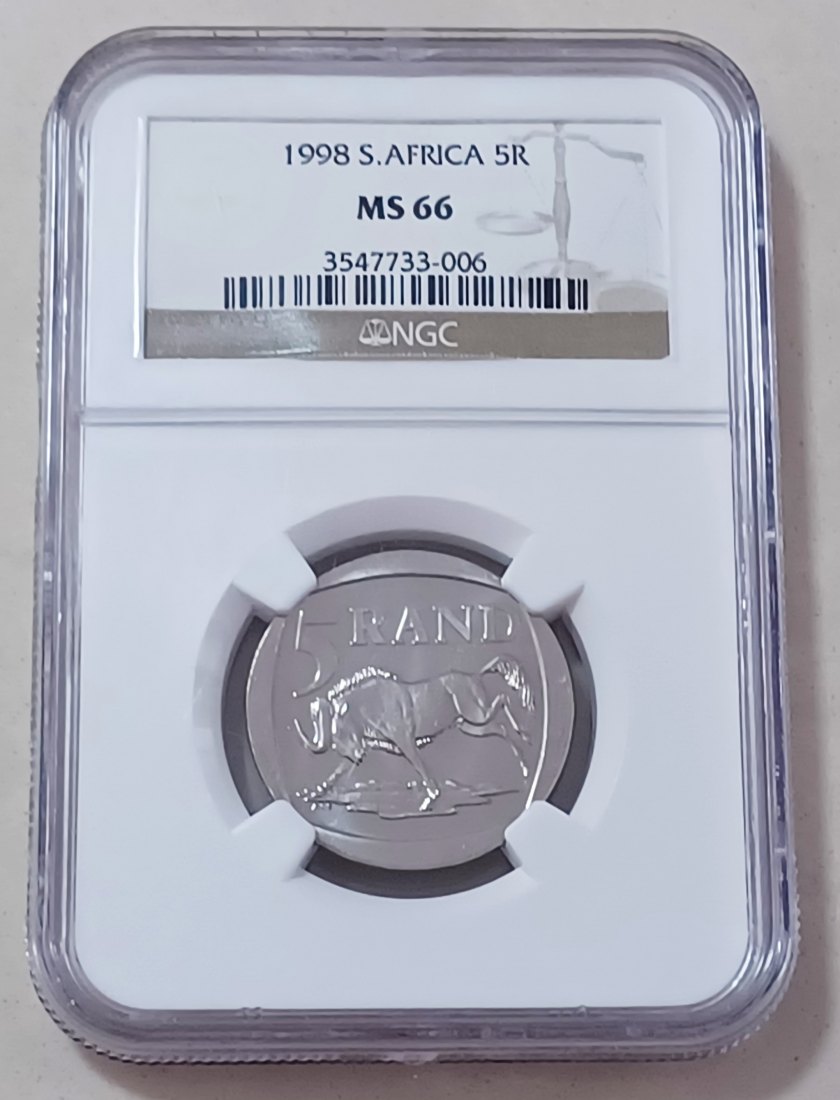 1998 S.AFRICA 5R
MS 66
3547733-006
NGC
5 RAND